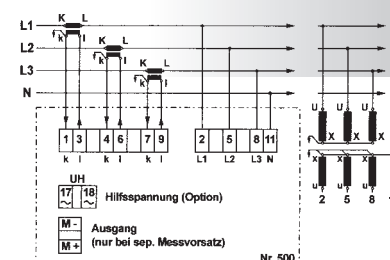 K L
L1
k l
K L
L2
k l
K L
L3
k l
N
1 3 4 6 7 9 2 5 8 11
k l k l k l L1 L2 L3 N
UH
17 18 Hilfsspannung (Option)
~ ~
M - Ausgang
M + (nur bei sep. Messvorsatz)
Nr. 500
U U U
X X X
x x x
u u u
2 5 8